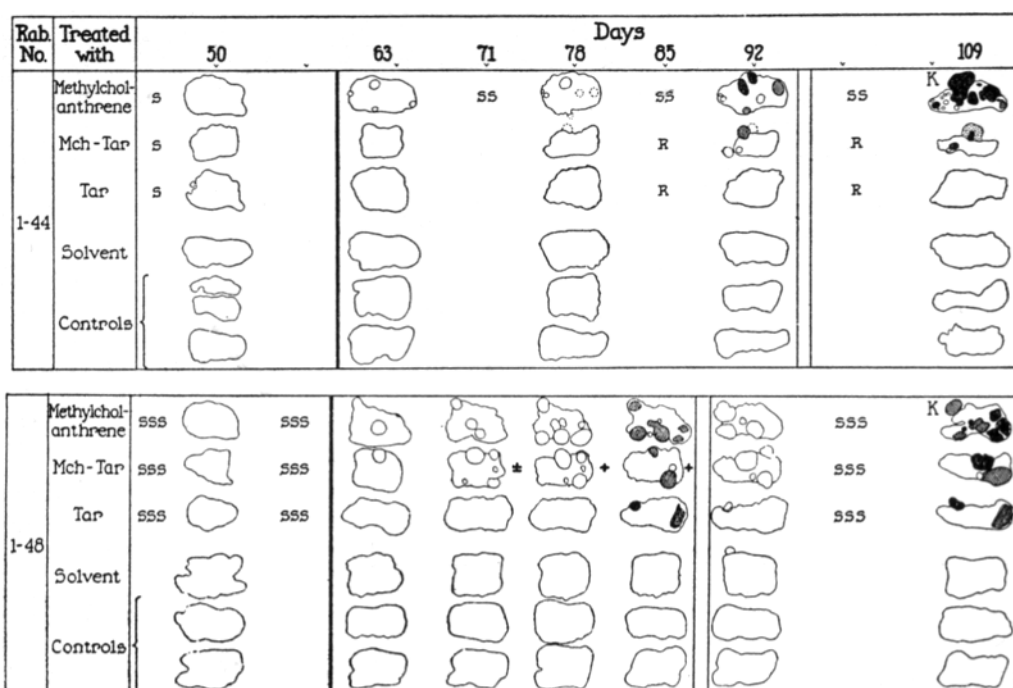 Rab. No. Treated with Days
50 63 71 78 85 92 109
1-44
Methylchol-
anthrene S SS SS SS K
Mch-Tar S R R
Tar S R R
Solvent
Controls
1-48
Methylchol-
anthrene SSS SSS SSS K
Mch-Tar SSS SSS ± + + SSS
Tar SSS SSS SSS
Solvent
Controls